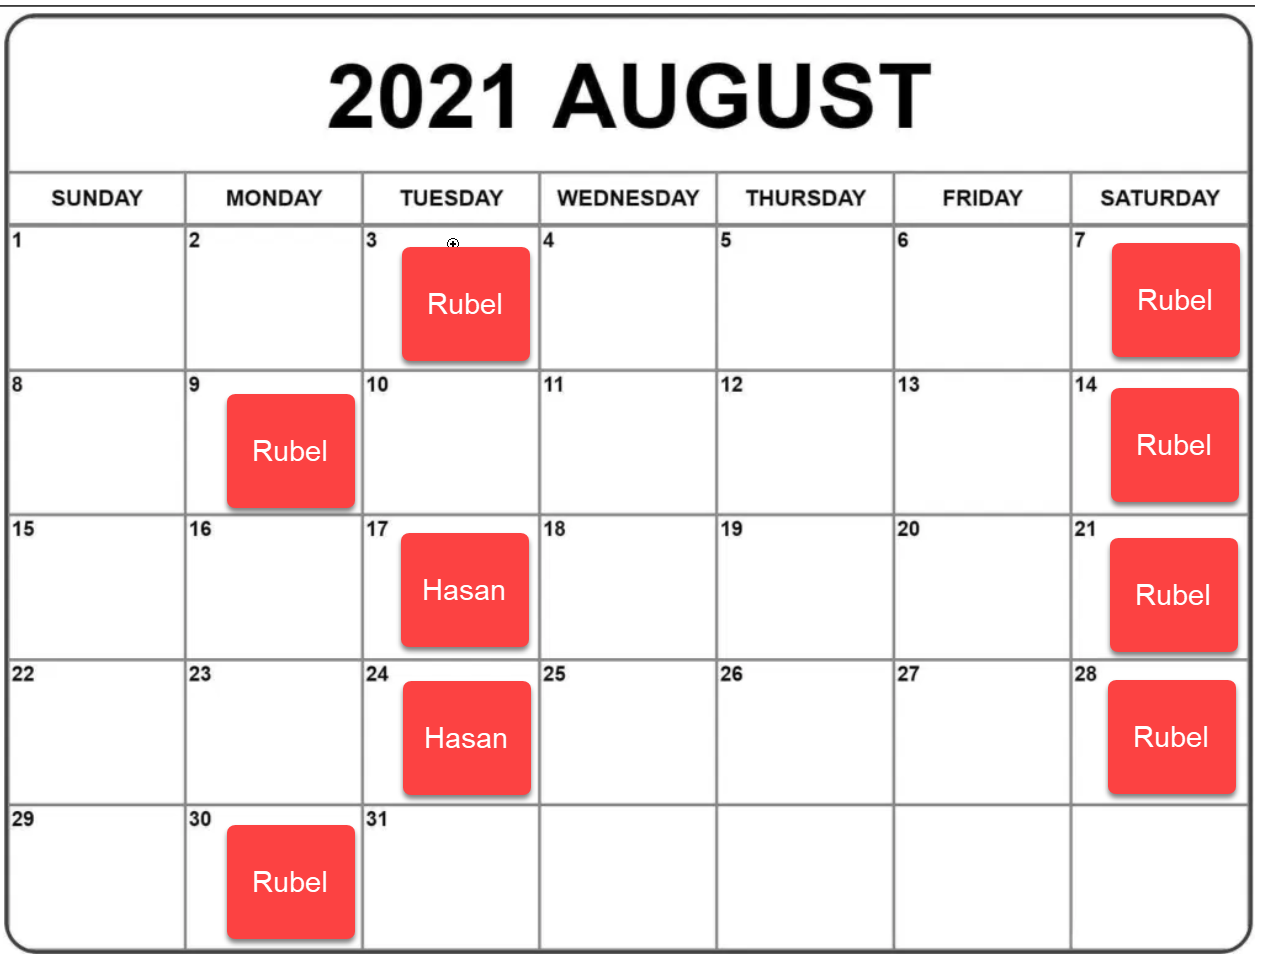 2021 AUGUST
SUNDAY MONDAY TUESDAY WEDNESDAY THURSDAY FRIDAY SATURDAY
1 2 3 4 5 6 7
Rubel Rubel
8 9 10 11 12 13 14
Rubel Rubel
15 16 17 18 19 20 21
Hasan Rubel
22 23 24 25 26 27 28
Hasan Rubel
29 30 31
Rubel